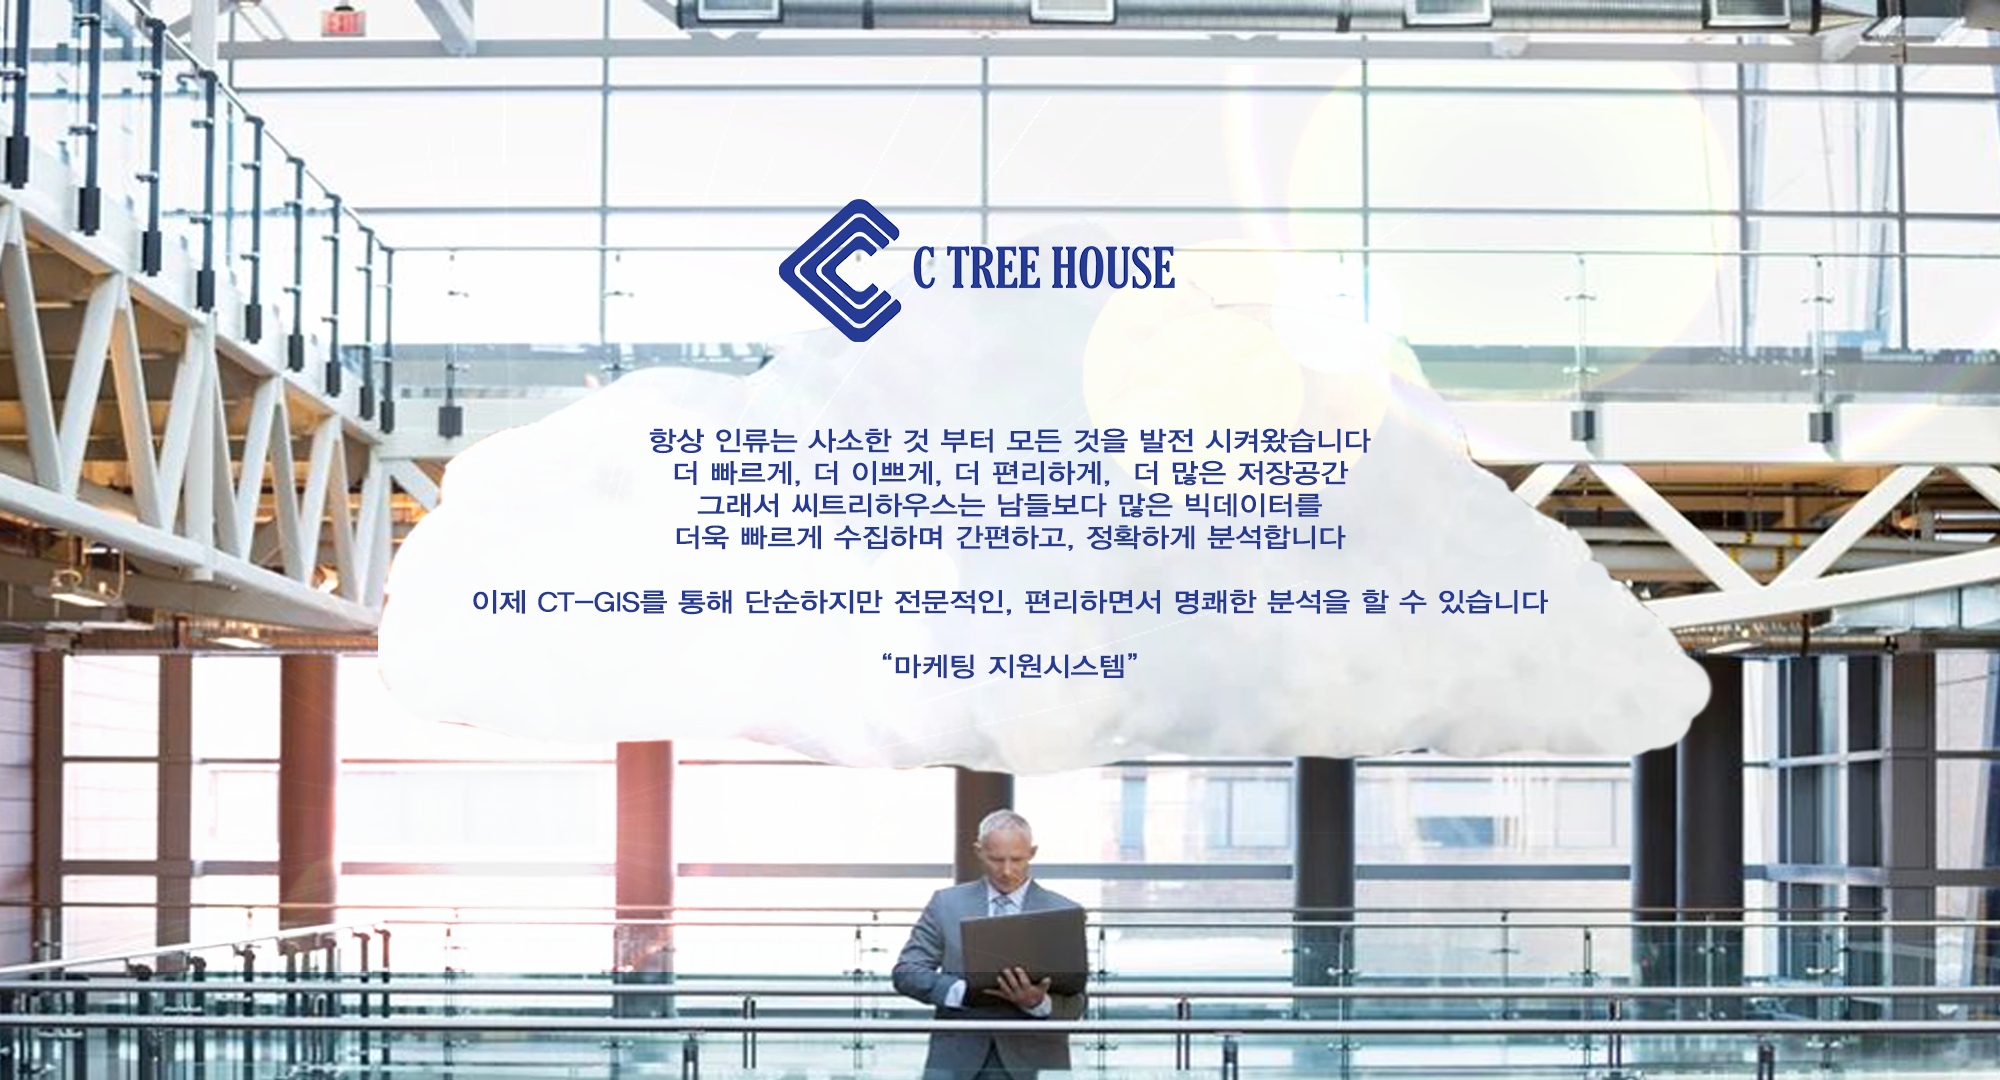 EXIT
C TREE HOUSE
항상 인류는 사소한 것 부터 모든 것을 발전 시켜왔습니다
더 빠르게, 더 이쁘게, 더 편리하게, 더 많은 저장공간
그래서 씨트리하우스는 남들보다 많은 빅데이터를
더욱 빠르게 수집하며 간편하고, 정확하게 분석합니다
이제 CT-GIS를 통해 단순하지만 전문적인, 편리하면서 명쾌한 분석을 할 수 있습니다
“마케팅 지원시스템”